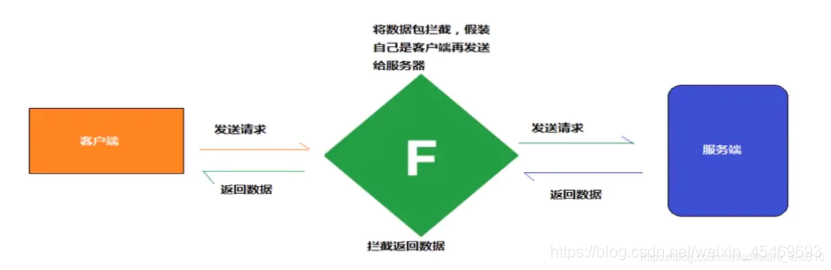 将数据包拦截，假装
自己是客户端再发送
给服务器
客户端
发送请求
返回数据
F
发送请求
返回数据
服务端
拦截返回数据
https://blog.csdn.net/weixin_45469693